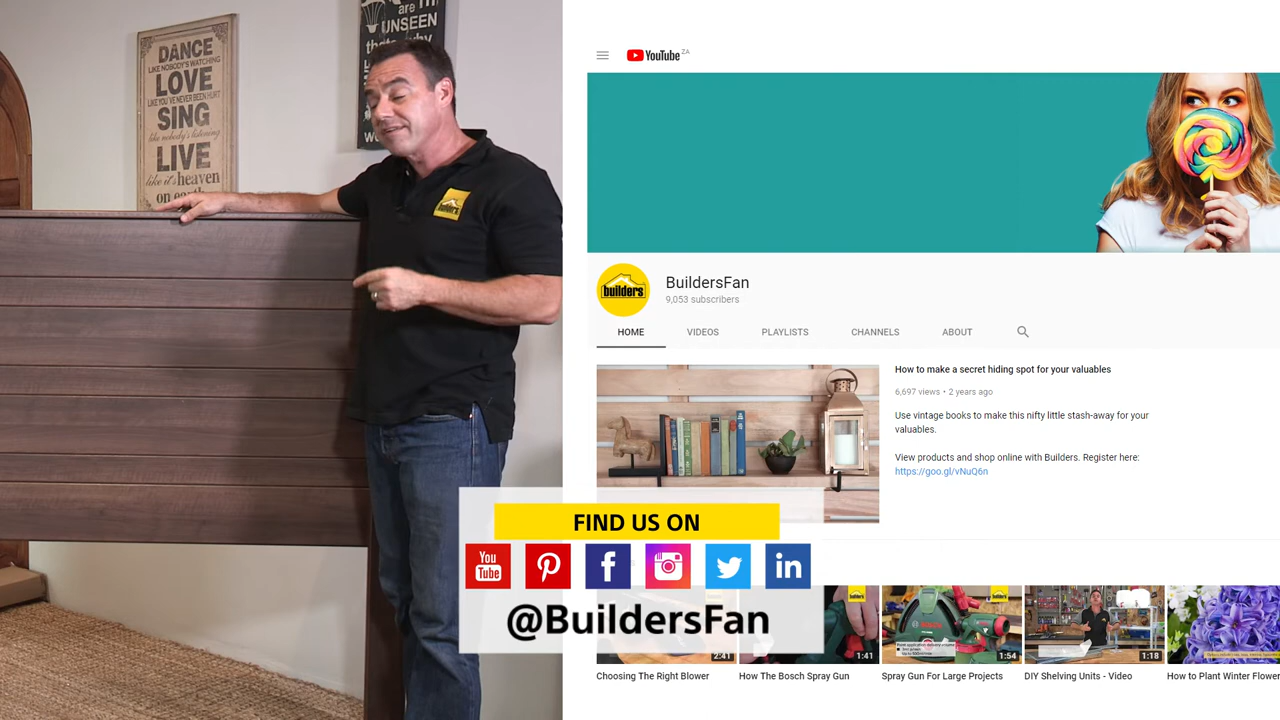 DANCE
LIKE NOBODY'S WATCHING
LOVE
LIKE YOU'VE NEVER BEEN HURT
SING
like nobody's listening
LIVE
like it's heaven
on earth
are
UNSEEN
that's why
builders
YouTube ZA
builders
BuildersFan
9,053 subscribers
HOME VIDEOS PLAYLISTS CHANNELS ABOUT
How to make a secret hiding spot for your valuables
6,697 views • 2 years ago
Use vintage books to make this nifty little stash-away for your
valuables.
View products and shop online with Builders. Register here:
https://goo.gl/vNuQ6n
FIND US ON
You
Tube
@BuildersFan
2:41 1:41 1:54 1:18
Choosing The Right Blower How The Bosch Spray Gun Spray Gun For Large Projects DIY Shelving Units - Video How to Plant Winter Flower